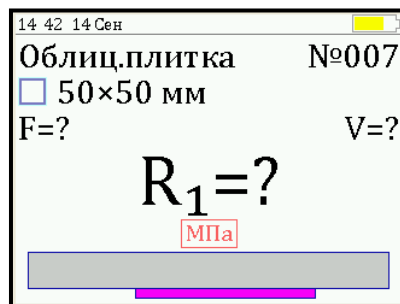 14 42 14 Сен
Облиц.плитка №007
50×50 мм
F=? V=?
R₁=?
МПа